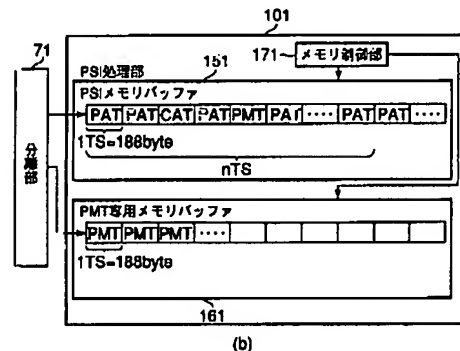 101
71
171
メモリ制御部
PSI処理部
151
PSIメモリバッファ
PAT PAT CAT PAT PMT PAT ‥‥ PAT PAT ‥‥
1TS=188byte
nTS
分離部
PMT専用メモリバッファ
PMT PMT PMT ‥‥
1TS=188byte
161
(b)